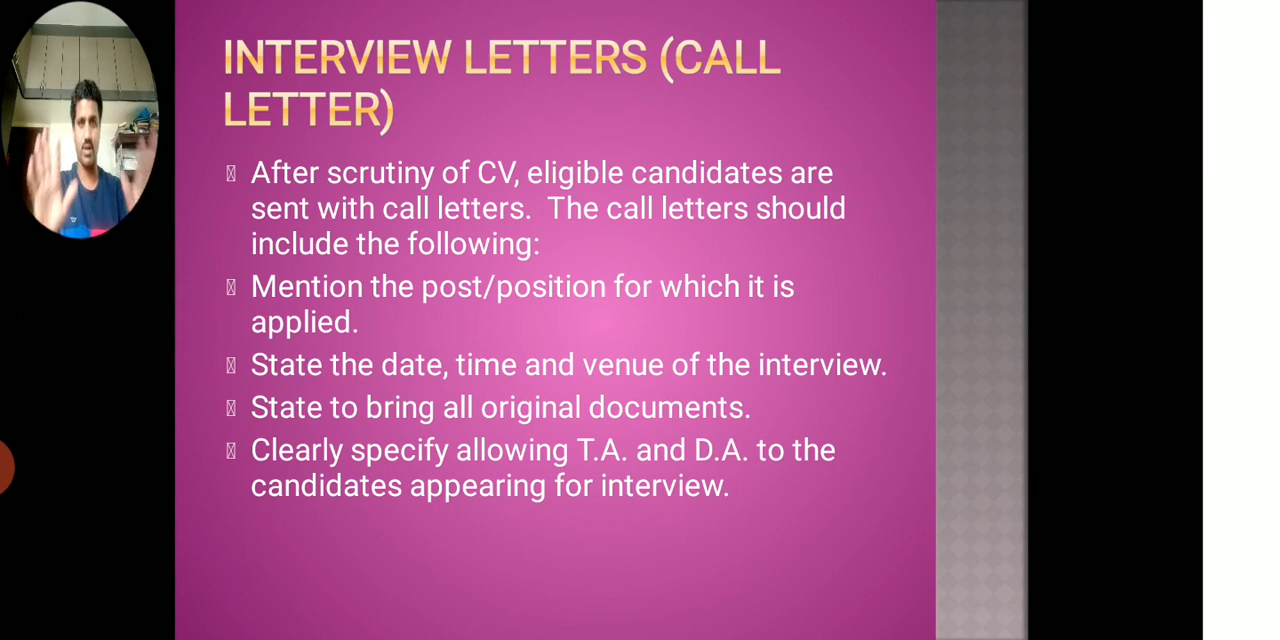 INTERVIEW LETTERS (CALL
LETTER)
After scrutiny of CV, eligible candidates are
sent with call letters.  The call letters should
include the following:
Mention the post/position for which it is
applied.
State the date, time and venue of the interview.
State to bring all original documents.
Clearly specify allowing T.A. and D.A. to the
candidates appearing for interview.